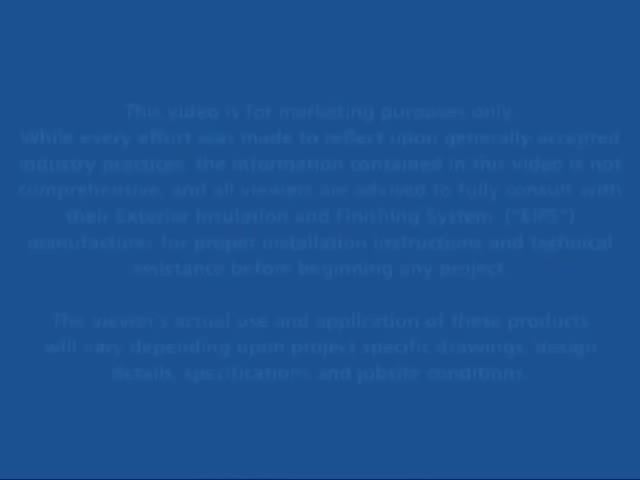 This video is for marketing purposes only.
While every effort was made to reflect upon generally accepted
industry practices, the information contained in this video is not
comprehensive, and all viewers are advised to fully consult with
their Exterior Insulation and Finishing System ("EIFS")
manufacturer for proper installation instructions and technical
assistance before beginning any project.
The viewer's actual use and application of these products
will vary depending upon project specific drawings, design
details, specifications and jobsite conditions.